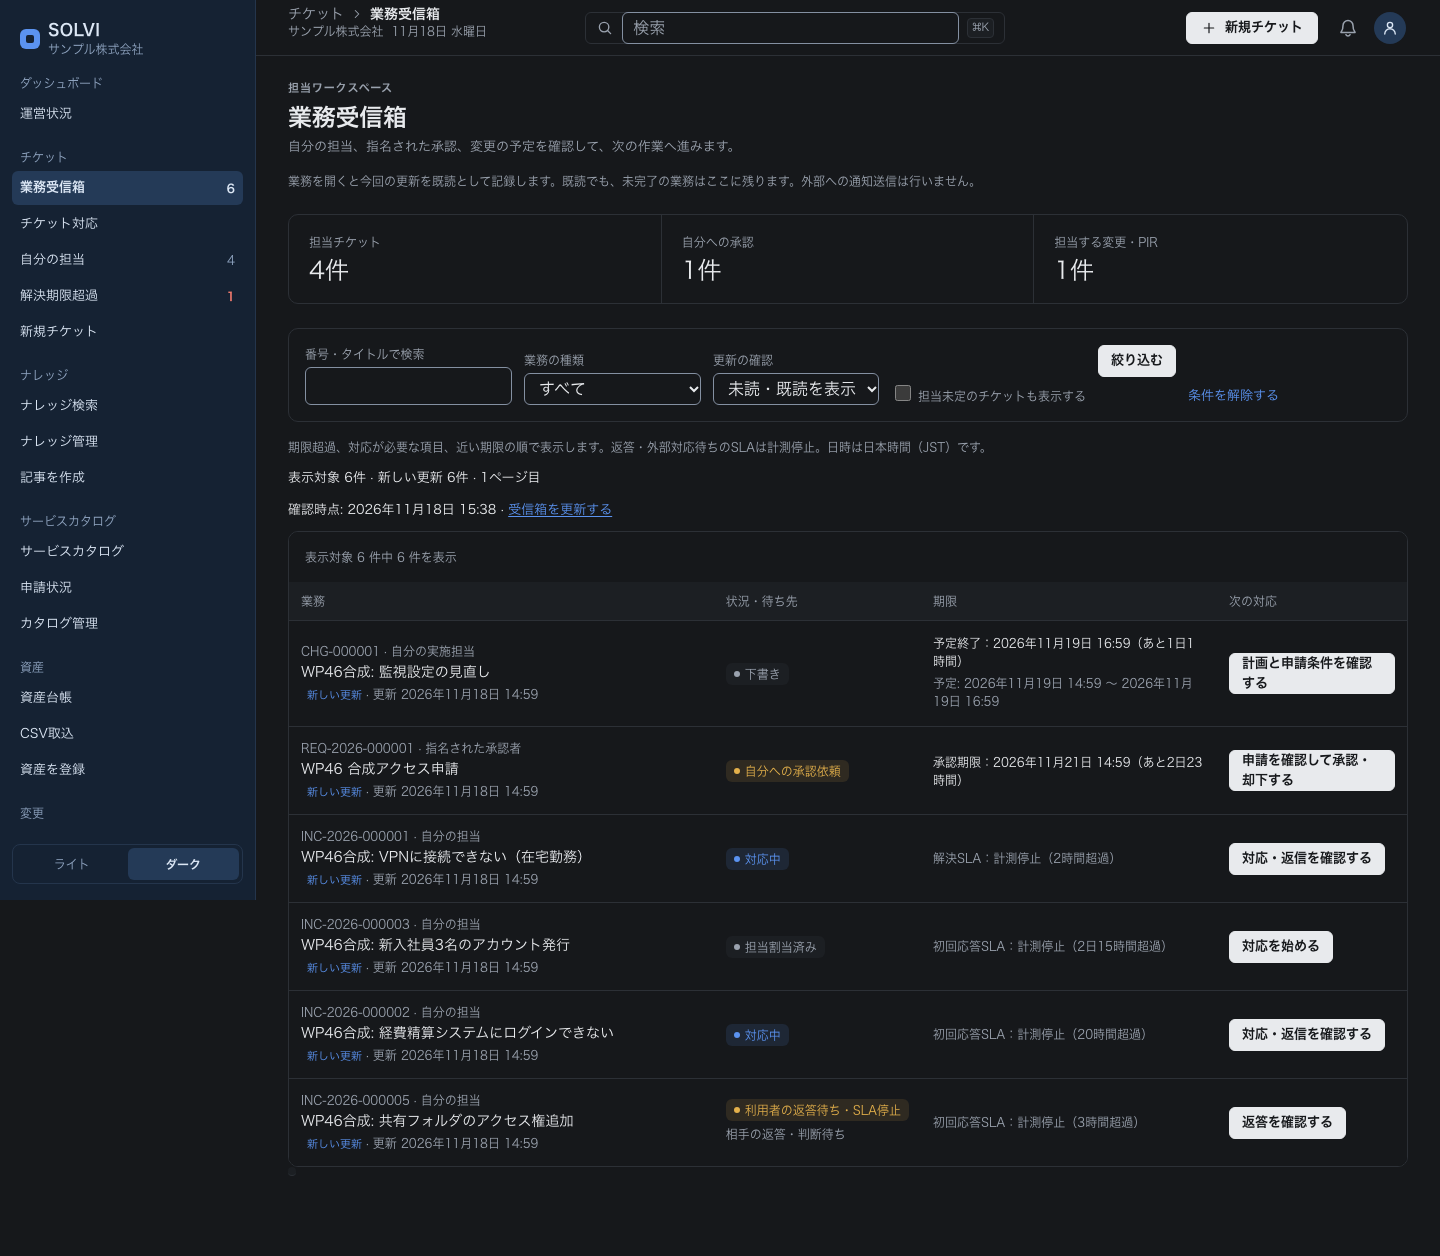 SOLVI
サンプル株式会社
ダッシュボード
運営状況
チケット
業務受信箱 6
チケット対応
自分の担当 4
解決期限超過 1
新規チケット
ナレッジ
ナレッジ検索
ナレッジ管理
記事を作成
サービスカタログ
サービスカタログ
申請状況
カタログ管理
資産
資産台帳
CSV取込
資産を登録
変更
ライト ダーク
チケット > 業務受信箱
サンプル株式会社 11月18日 水曜日
検索 ⌘K
+ 新規チケット
担当ワークスペース
業務受信箱
自分の担当、指名された承認、変更の予定を確認して、次の作業へ進みます。
業務を開くと今回の更新を既読として記録します。既読でも、未完了の業務はここに残ります。外部への通知送信は行いません。
担当チケット
4件
自分への承認
1件
担当する変更・PIR
1件
番号・タイトルで検索
業務の種類
すべて
更新の確認
未読・既読を表示
担当未定のチケットも表示する
絞り込む
条件を解除する
期限超過、対応が必要な項目、近い期限の順で表示します。返答・外部対応待ちのSLAは計測停止。日時は日本時間（JST）です。
表示対象 6件 · 新しい更新 6件 · 1ページ目
確認時点: 2026年11月18日 15:38 · 受信箱を更新する
表示対象 6 件中 6 件を表示
業務 状況・待ち先 期限 次の対応
CHG-000001 · 自分の実施担当
WP46合成: 監視設定の見直し
新しい更新 · 更新 2026年11月18日 14:59
下書き
予定終了：2026年11月19日 16:59（あと1日1
時間）
予定: 2026年11月19日 14:59 〜 2026年11月
19日 16:59
計画と申請条件を確認
する
REQ-2026-000001 · 指名された承認者
WP46 合成アクセス申請
新しい更新 · 更新 2026年11月18日 14:59
自分への承認依頼
承認期限：2026年11月21日 14:59（あと2日23
時間）
申請を確認して承認・
却下する
INC-2026-000001 · 自分の担当
WP46合成: VPNに接続できない（在宅勤務）
新しい更新 · 更新 2026年11月18日 14:59
対応中
解決SLA：計測停止（2時間超過）
対応・返信を確認する
INC-2026-000003 · 自分の担当
WP46合成: 新入社員3名のアカウント発行
新しい更新 · 更新 2026年11月18日 14:59
担当割当済み
初回応答SLA：計測停止（2日15時間超過）
対応を始める
INC-2026-000002 · 自分の担当
WP46合成: 経費精算システムにログインできない
新しい更新 · 更新 2026年11月18日 14:59
対応中
初回応答SLA：計測停止（20時間超過）
対応・返信を確認する
INC-2026-000005 · 自分の担当
WP46合成: 共有フォルダのアクセス権追加
新しい更新 · 更新 2026年11月18日 14:59
利用者の返答待ち・SLA停止
相手の返答・判断待ち
初回応答SLA：計測停止（3時間超過）
返答を確認する